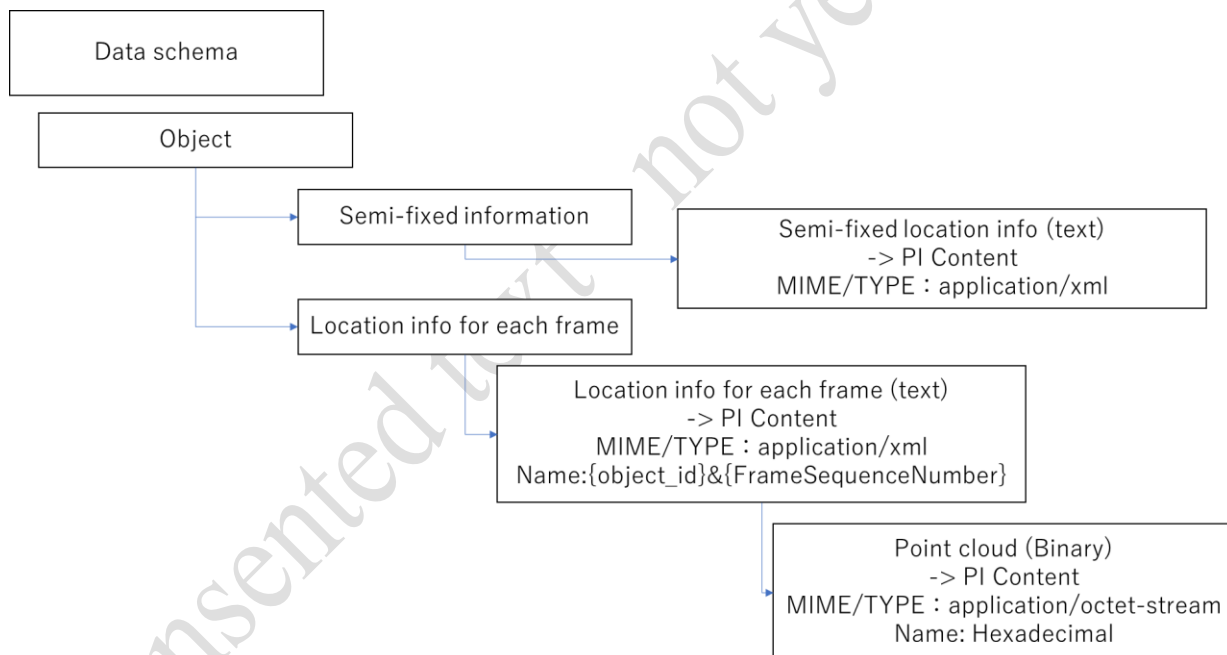 Data schema
Object
Semi-fixed information
Semi-fixed location info (text)
-> PI Content
MIME/TYPE：application/xml
Location info for each frame
Location info for each frame (text)
-> PI Content
MIME/TYPE：application/xml
Name:{object_id}&{FrameSequenceNumber}
Point cloud (Binary)
-> PI Content
MIME/TYPE：application/octet-stream
Name: Hexadecimal
text not